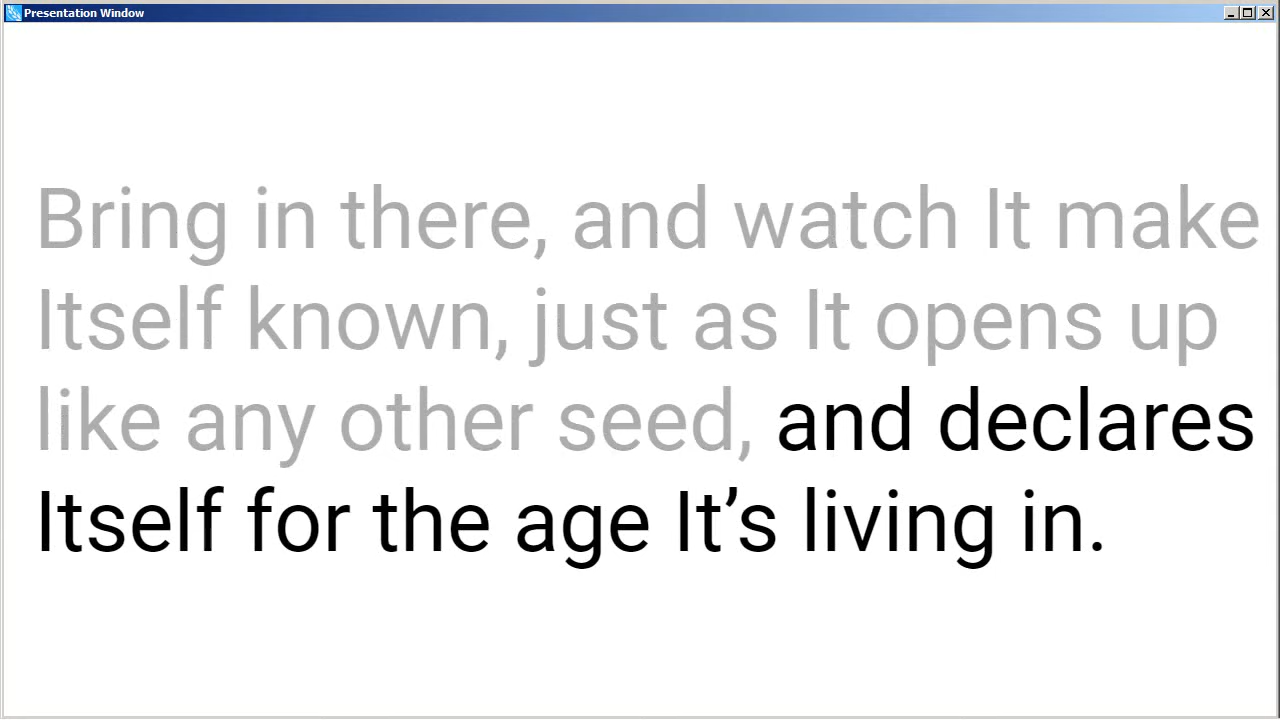 Presentation Window
Bring in there, and watch It make
Itself known, just as It opens up
like any other seed, and declares
Itself for the age It’s living in.